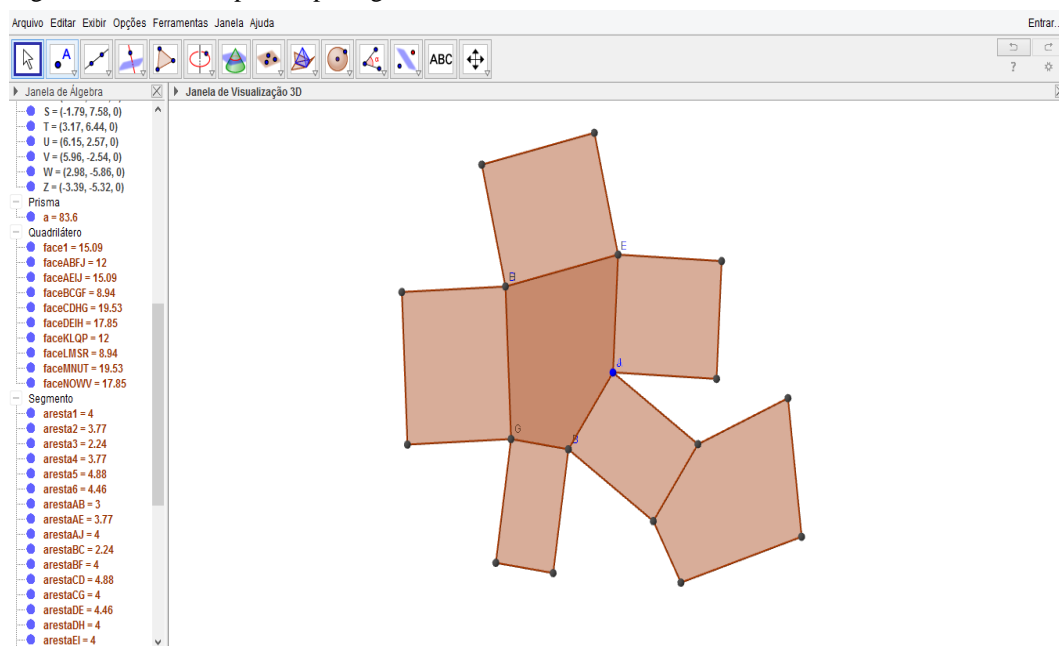 Arquivo Editar Exibir Opções Ferramentas Janela Ajuda Entrar...
ABC
Janela de Álgebra
Janela de Visualização 3D
S = (-1.79, 7.58, 0)
T = (3.17, 6.44, 0)
U = (6.15, 2.57, 0)
V = (5.96, -2.54, 0)
W = (2.98, -5.86, 0)
Z = (-3.39, -5.32, 0)
Prisma
a = 83.6
Quadrilátero
face1 = 15.09
faceABFJ = 12
faceAEIJ = 15.09
faceBCGF = 8.94
faceCDHG = 19.53
faceDEIH = 17.85
faceKLQP = 12
faceLMSR = 8.94
faceMNUT = 19.53
faceNOWV = 17.85
Segmento
aresta1 = 4
aresta2 = 3.77
aresta3 = 2.24
aresta4 = 3.77
aresta5 = 4.88
aresta6 = 4.46
arestaAB = 3
arestaAE = 3.77
arestaAJ = 4
arestaBC = 2.24
arestaBF = 4
arestaCD = 4.88
arestaCG = 4
arestaDE = 4.46
arestaDH = 4
arestaEI = 4
E
J
G